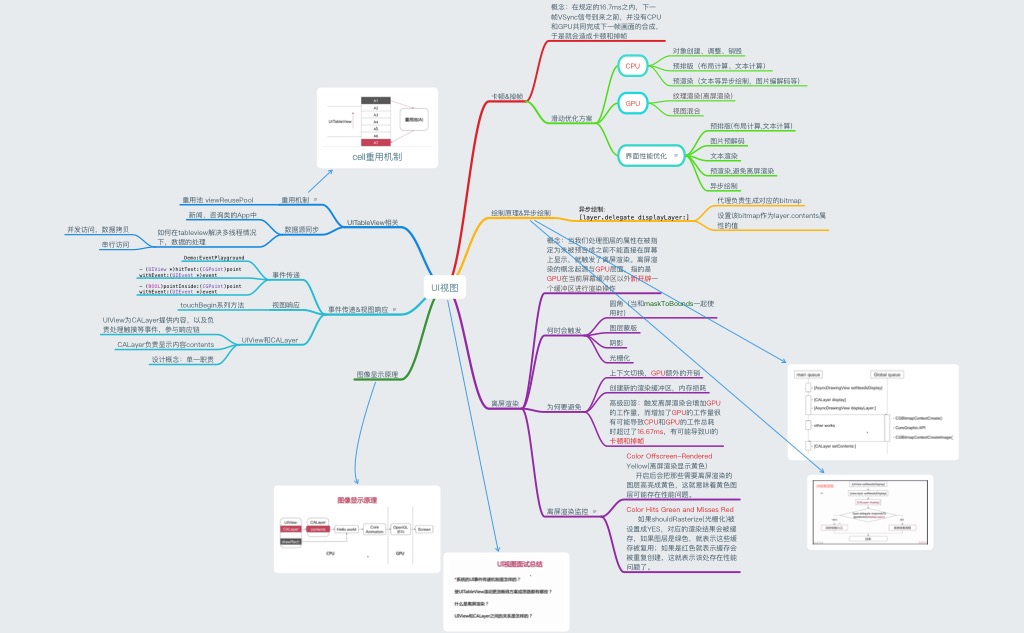 概念：在规定的16.7ms之内，下一
帧VSync信号到来之前，并没有CPU
和GPU共同完成下一帧画面的合成，
于是就会造成卡顿和掉帧
卡顿&掉帧
滑动优化方案
CPU
对象创建、调整、销毁
预排版（布局计算、文本计算）
预渲染（文本等异步绘制，图片编解码等）
GPU
纹理渲染(离屏渲染)
视图混合
界面性能优化
预排版(布局计算,文本计算)
图片预解码
文本渲染
预渲染,避免离屏渲染
异步绘制
绘制原理&异步绘制
异步绘制:
[layer.delegate displayLayer:]
代理负责生成对应的bitmap
设置该bitmap作为layer.contents属
性的值
UI视图
A1
A2
A3
A4
A5
A6
A7
UITableView
重用池(A)
cell重用机制
UITableView相关
重用机制
重用池 viewReusePool
数据源同步
新闻、咨询类的App中
如何在tableview解决多线程情况
下，数据的处理
并发访问、数据拷贝
串行访问
事件传递&视图响应
事件传递
Demo:EventPlayground
- (UIView *)hitTest:(CGPoint)point
withEvent:(UIEvent *)event
- (BOOL)pointInside:(CGPoint)point
withEvent:(UIEvent *)event
视图响应
touchBegin系列方法
UIView和CALayer
UIView为CALayer提供内容，以及负
责处理触摸等事件，参与响应链
CALayer负责显示内容contents
设计概念：单一职责
图像显示原理
离屏渲染
概念：当我们处理图层的属性在被指
定为未被预合成之前不能直接在屏幕
上显示，就触发了离屏渲染。离屏渲
染的概念起源与GPU层面，指的是
GPU在当前屏幕缓冲区以外新开辟一
个缓冲区进行渲染操作
何时会触发
圆角（当和maskToBounds一起使
用时）
图层蒙版
阴影
光栅化
为何要避免
上下文切换，GPU额外的开销
创建新的渲染缓冲区，内存损耗
高级回答：触发离屏渲染会增加GPU
的工作量，而增加了GPU的工作量很
有可能导致CPU和GPU的工作总耗
时超过了16.67ms，有可能导致UI的
卡顿和掉帧
离屏渲染监控
Color Offscreen-Rendered
Yellow(离屏渲染显示黄色)
开启后会把那些需要离屏渲染的
图层高亮成黄色，这就意味着黄色图
层可能存在性能问题。
Color Hits Green and Misses Red
如果shouldRasterize(光栅化)被
设置成YES，对应的渲染结果会被缓
存，如果图层是绿色，就表示这些缓
存被复用；如果是红色就表示缓存会
被重复创建，这就表示该处存在性能
问题了。
main queue
Global queue
[AsyncDrawingView setNeedsDisplay]
[CALayer display]
[AsyncDrawingView displayLayer:]
other works
[CALayer setContents:]
CGBitmapContextCreate()
CoreGraphic API
CGBitmapContextCreateImage()
图像显示原理
UIView
CALayer
CALayer
contents
Hello world
Core
Animation
OpenGL
Screen
CPU
GPU
UI视图面试总结
系统的UI事件传递机制是怎样的？
使UITableView滚动更流畅的方案或思路都有哪些？
什么是离屏渲染？
UIView和CALayer之间的关系是怎样的？